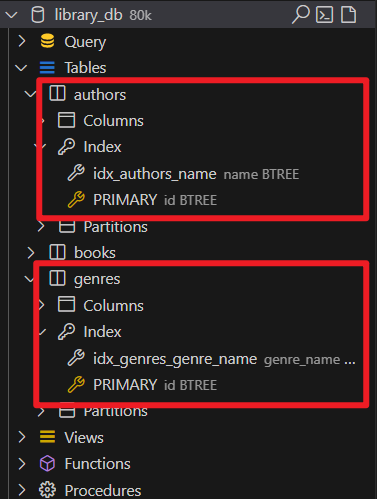 library_db 80k
Query
Tables
authors
Columns
Index
idx_authors_name name BTREE
PRIMARY id BTREE
Partitions
books
genres
Columns
Index
idx_genres_genre_name genre_name ...
PRIMARY id BTREE
Partitions
Views
Functions
Procedures